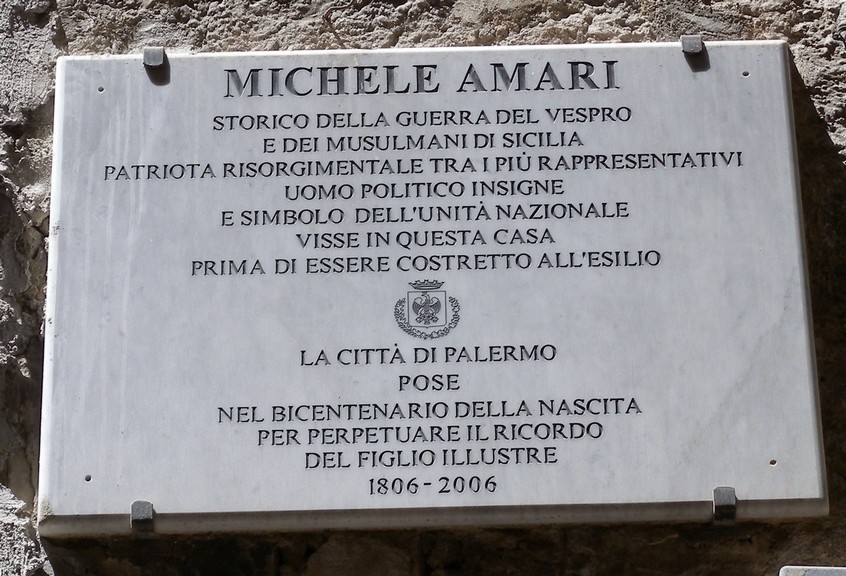 MICHELE AMARI
STORICO DELLA GUERRA DEL VESPRO
E DEI MUSULMANI DI SICILIA
PATRIOTA RISORGIMENTALE TRA I PIÙ RAPPRESENTATIVI
UOMO POLITICO INSIGNE
E SIMBOLO DELL'UNITÀ NAZIONALE
VISSE IN QUESTA CASA
PRIMA DI ESSERE COSTRETTO ALL'ESILIO
LA CITTÀ DI PALERMO
POSE
NEL BICENTENARIO DELLA NASCITA
PER PERPETUARE IL RICORDO
DEL FIGLIO ILLUSTRE
1806-2006